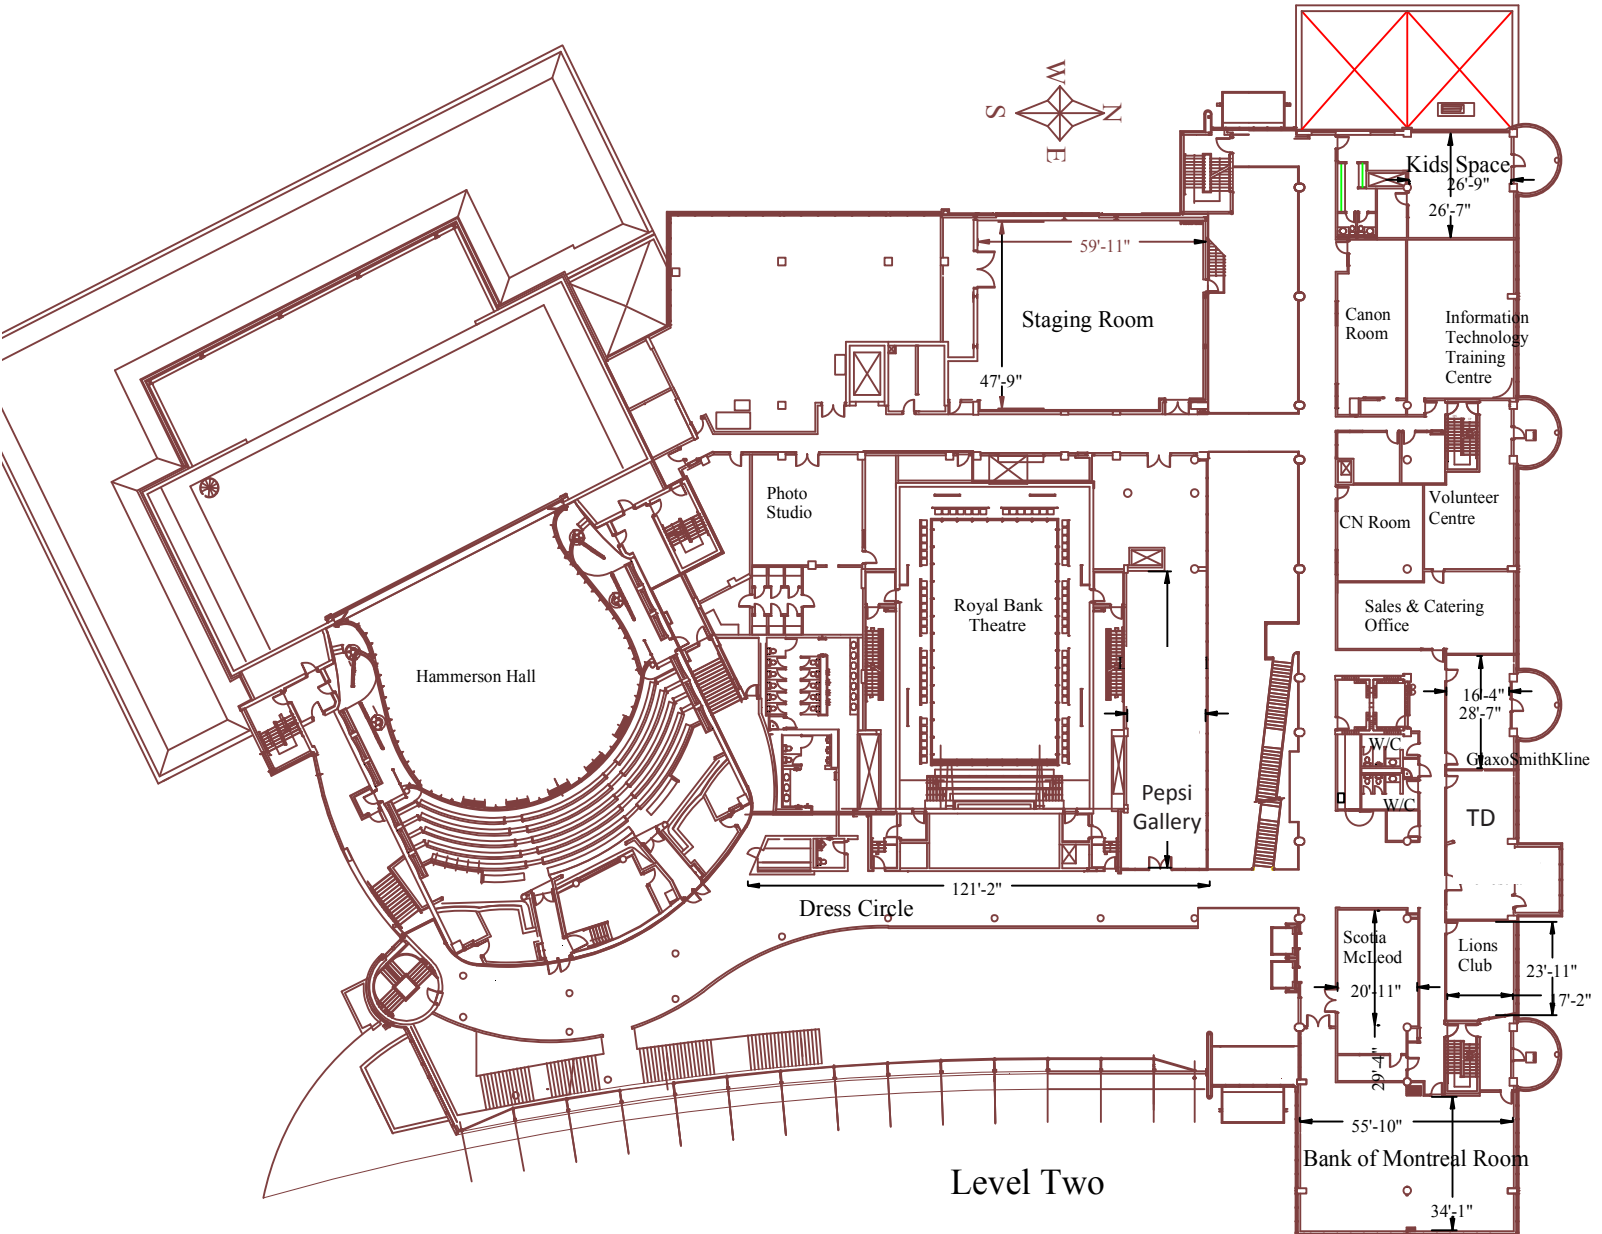 W
N
S
E
Kids Space
26'-9"
26'-7"
59'-11"
Staging Room
47'-9"
Canon
Room
Information
Technology
Training
Centre
Photo
Studio
Volunteer
Centre
CN Room
Royal Bank
Theatre
Sales & Catering
Office
Hammerson Hall
16'-4"
28'-7"
W/C
GlaxoSmithKline
W/C
Pepsi
Gallery
TD
121'-2"
Dress Circle
Scotia
McLeod
Lions
Club
23'-11"
20'-11"
17'-2"
29'-4"
55'-10"
Bank of Montreal Room
Level Two
34'-1"